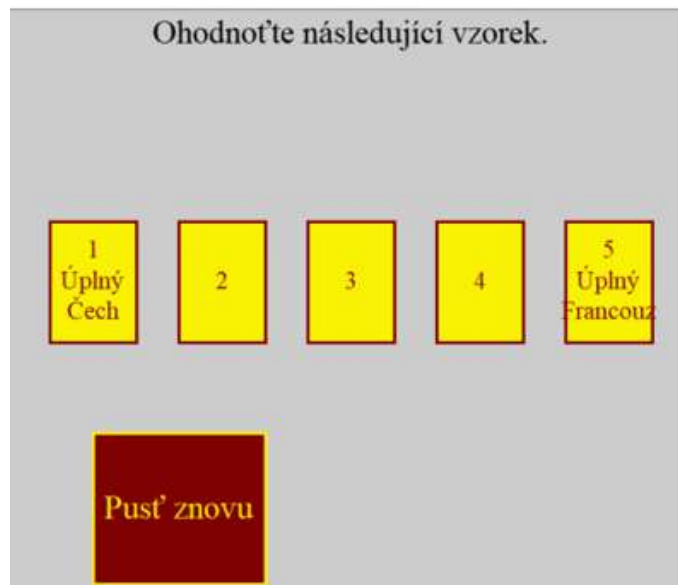 Ohodnoťte následující vzorek.
1
Úplný
Čech
2
3
4
5
Úplný
Francouz
Pusť znovu